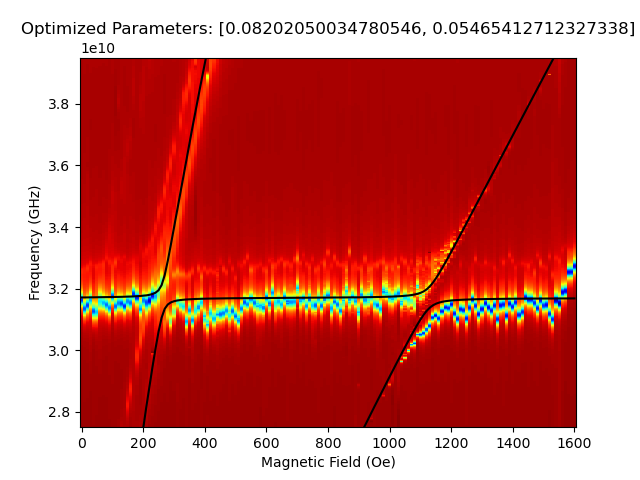 Optimized Parameters: [0.08202050034780546, 0.05465412712327338]
1e10
3.8
3.6
3.4
3.2
3.0
2.8
Frequency (GHz)
0 200 400 600 800 1000 1200 1400 1600
Magnetic Field (Oe)